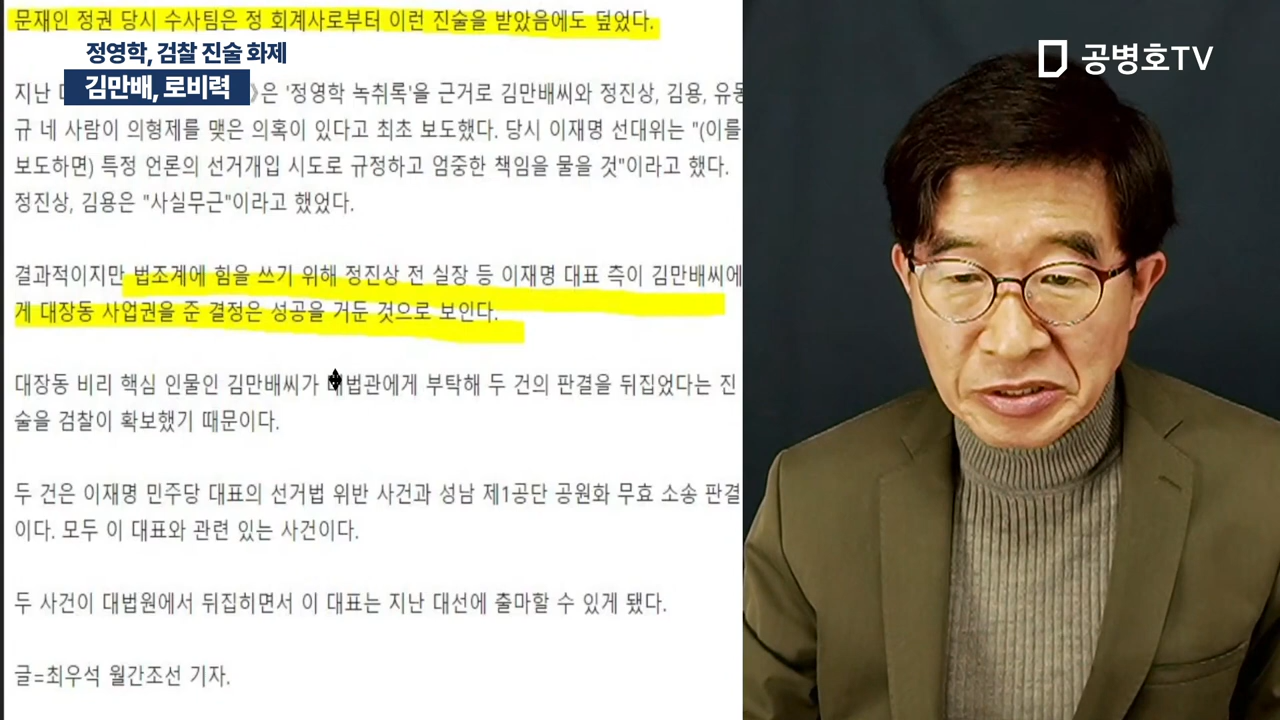 문재인 정권 당시 수사팀은 정 회계사로부터 이런 진술을 받았음에도 덮었다.
정영학, 검찰 진술 화제
김만배, 로비력
공병호TV
지난 》은 '정영학 녹취록'을 근거로 김만배씨와 정진상, 김용, 유동
규 네 사람이 의형제를 맺은 의혹이 있다고 최초 보도했다. 당시 이재명 선대위는 "(이를
보도하면) 특정 언론의 선거개입 시도로 규정하고 엄중한 책임을 물을 것"이라고 했다.
정진상, 김용은 "사실무근"이라고 했었다.
결과적이지만 법조계에 힘을 쓰기 위해 정진상 전 실장 등 이재명 대표 측이 김만배씨에
게 대장동 사업권을 준 결정은 성공을 거둔 것으로 보인다.
대장동 비리 핵심 인물인 김만배씨가 대법관에게 부탁해 두 건의 판결을 뒤집었다는 진
술을 검찰이 확보했기 때문이다.
두 건은 이재명 민주당 대표의 선거법 위반 사건과 성남 제1공단 공원화 무효 소송 판결
이다. 모두 이 대표와 관련 있는 사건이다.
두 사건이 대법원에서 뒤집히면서 이 대표는 지난 대선에 출마할 수 있게 됐다.
글=최우석 월간조선 기자.